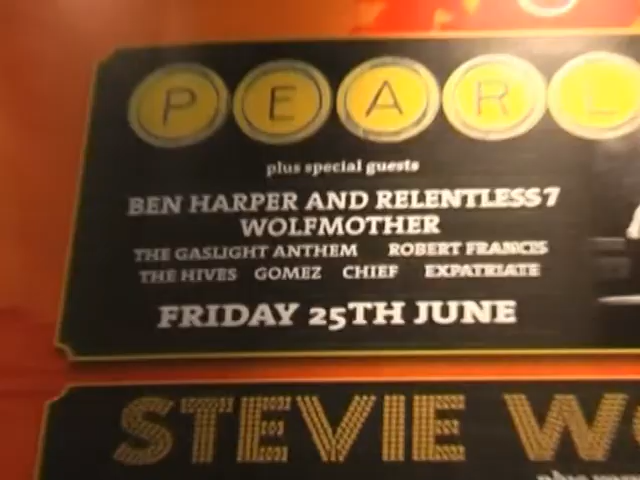 PEARL
plus special guests
BEN HARPER AND RELENTLESS7
WOLFMOTHER
THE GASLIGHT ANTHEM ROBERT FRANCIS
THE HIVES GOMEZ CHIEF EXPATRIATE
FRIDAY 25TH JUNE
STEVIE